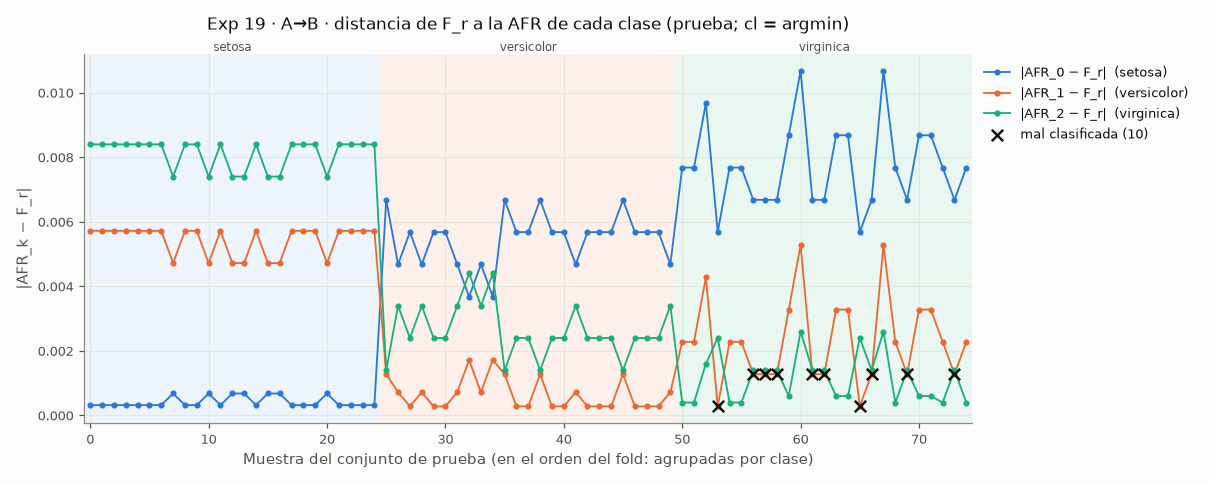 Exp 19 · A→B · distancia de F_r a la AFR de cada clase (prueba; cl = argmin)
setosa
versicolor
virginica
|AFR_0 − F_r|  (setosa)
|AFR_1 − F_r|  (versicolor)
|AFR_2 − F_r|  (virginica)
mal clasificada (10)
|AFR_k − F_r|
0.010
0.008
0.006
0.004
0.002
0.000
0 10 20 30 40 50 60 70
Muestra del conjunto de prueba (en el orden del fold: agrupadas por clase)